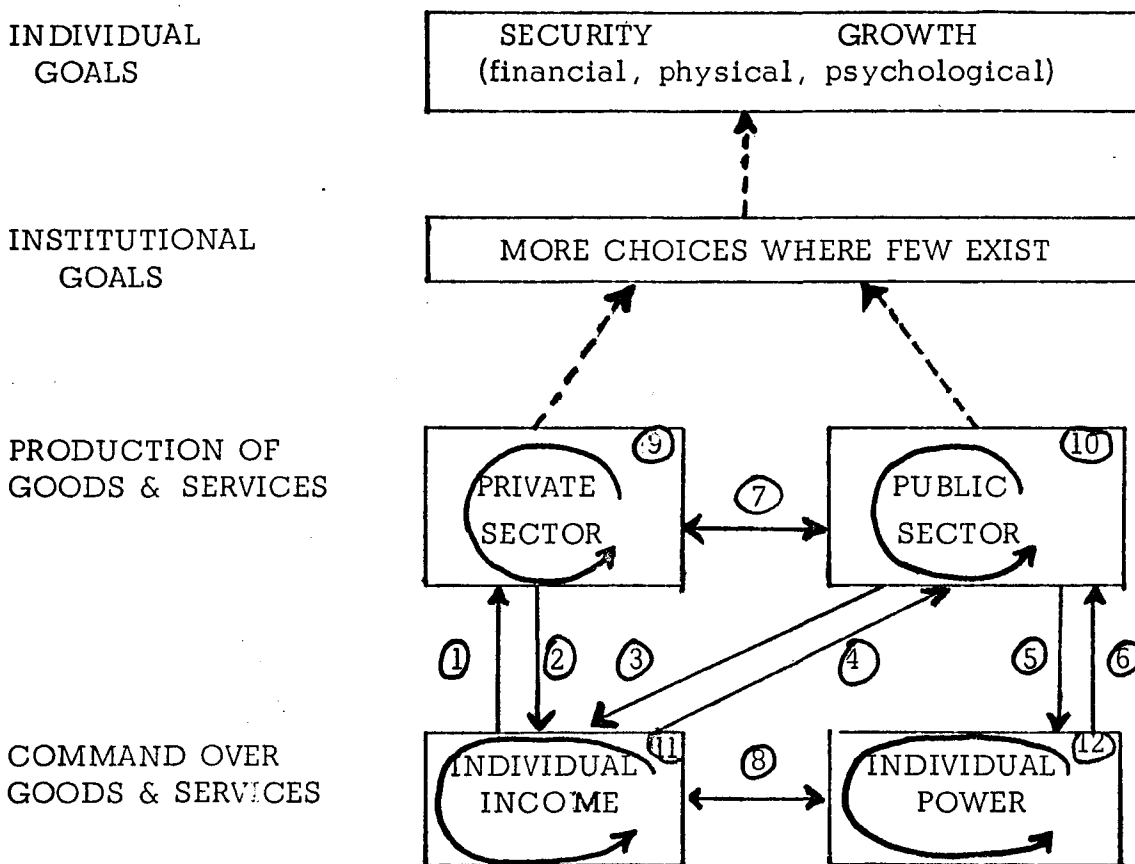 INDIVIDUAL
GOALS
SECURITY GROWTH
(financial, physical, psychological)
INSTITUTIONAL
GOALS
MORE CHOICES WHERE FEW EXIST
PRODUCTION OF
GOODS & SERVICES
9
PRIVATE
SECTOR
7
10
PUBLIC
SECTOR
1
2
3
4
5
6
COMMAND OVER
GOODS & SERVICES
11
INDIVIDUAL
INCOME
8
12
INDIVIDUAL
POWER